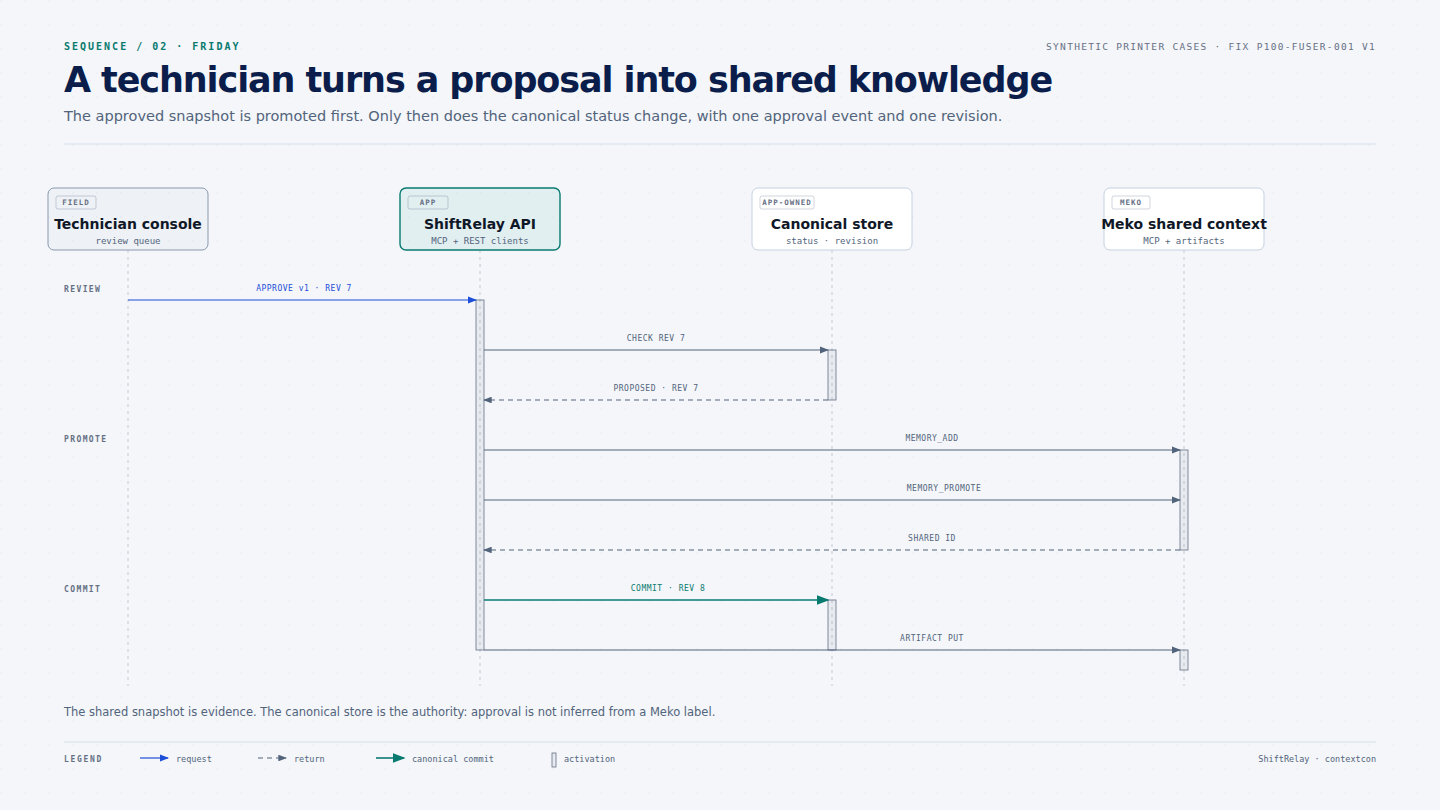 SEQUENCE / 02 · FRIDAY
SYNTHETIC PRINTER CASES · FIX P100-FUSER-001 V1
A technician turns a proposal into shared knowledge
The approved snapshot is promoted first. Only then does the canonical status change, with one approval event and one revision.
FIELD
Technician console
review queue
APP
ShiftRelay API
MCP + REST clients
APP-OWNED
Canonical store
status · revision
MEKO
Meko shared context
MCP + artifacts
REVIEW
APPROVE v1 · REV 7
CHECK REV 7
PROPOSED · REV 7
PROMOTE
MEMORY_ADD
MEMORY_PROMOTE
SHARED ID
COMMIT
COMMIT · REV 8
ARTIFACT PUT
The shared snapshot is evidence. The canonical store is the authority: approval is not inferred from a Meko label.
LEGEND
request
return
canonical commit
activation
ShiftRelay · contextcon